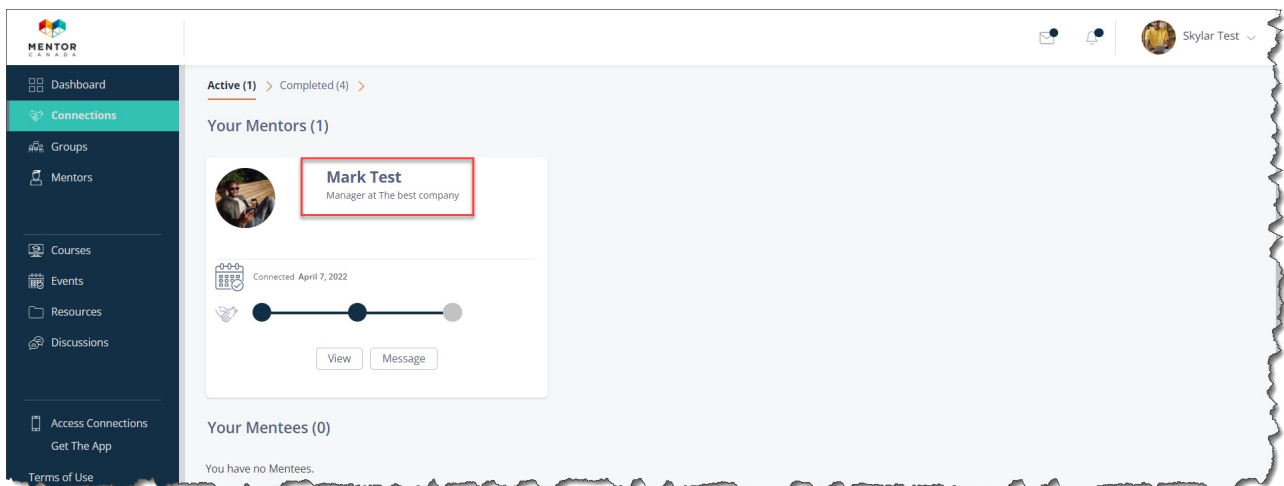 MENTOR
CANADA
Skylar Test
Dashboard
Connections
Groups
Mentors
Courses
Events
Resources
Discussions
Access Connections
Get The App
Terms of Use
Active (1) > Completed (4) >
Your Mentors (1)
Mark Test
Manager at The best company
Connected April 7, 2022
View Message
Your Mentees (0)
You have no Mentees.